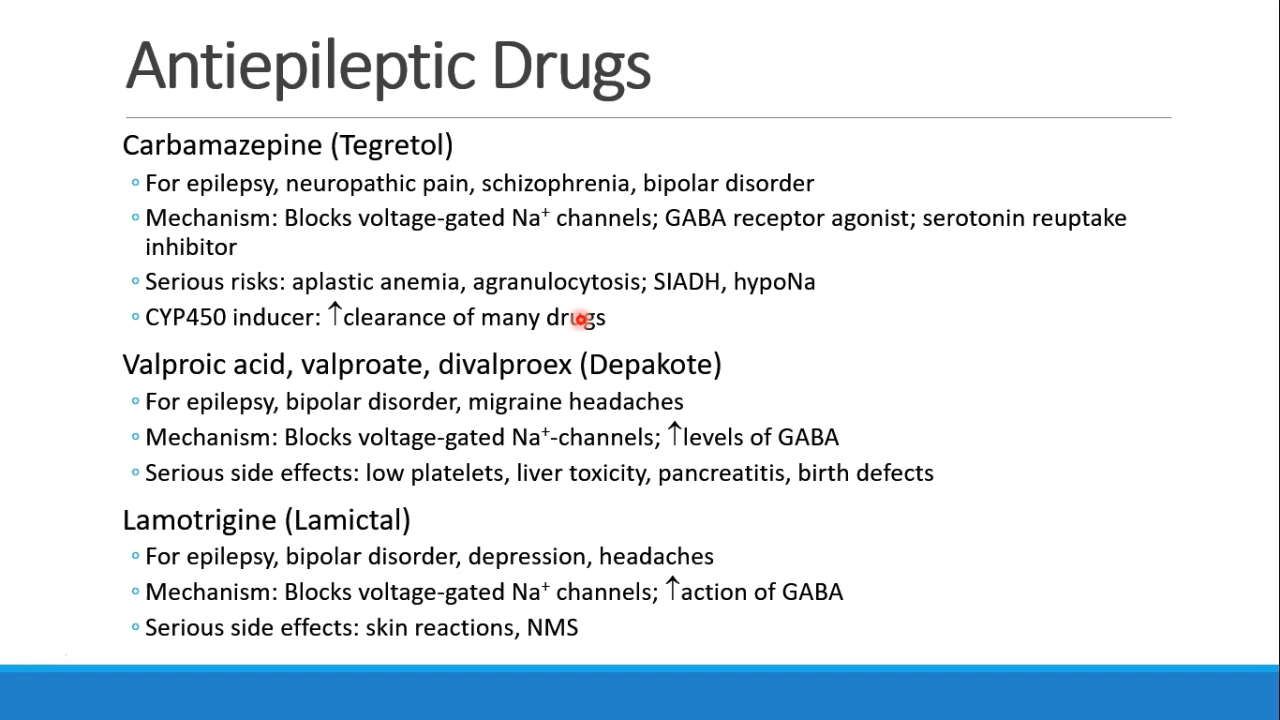 Antiepileptic Drugs
Carbamazepine (Tegretol)
For epilepsy, neuropathic pain, schizophrenia, bipolar disorder
Mechanism: Blocks voltage-gated Na⁺ channels; GABA receptor agonist; serotonin reuptake
inhibitor
Serious risks: aplastic anemia, agranulocytosis; SIADH, hypoNa
CYP450 inducer: ↑clearance of many drugs
Valproic acid, valproate, divalproex (Depakote)
For epilepsy, bipolar disorder, migraine headaches
Mechanism: Blocks voltage-gated Na⁺-channels; ↑levels of GABA
Serious side effects: low platelets, liver toxicity, pancreatitis, birth defects
Lamotrigine (Lamictal)
For epilepsy, bipolar disorder, depression, headaches
Mechanism: Blocks voltage-gated Na⁺ channels; ↑action of GABA
Serious side effects: skin reactions, NMS